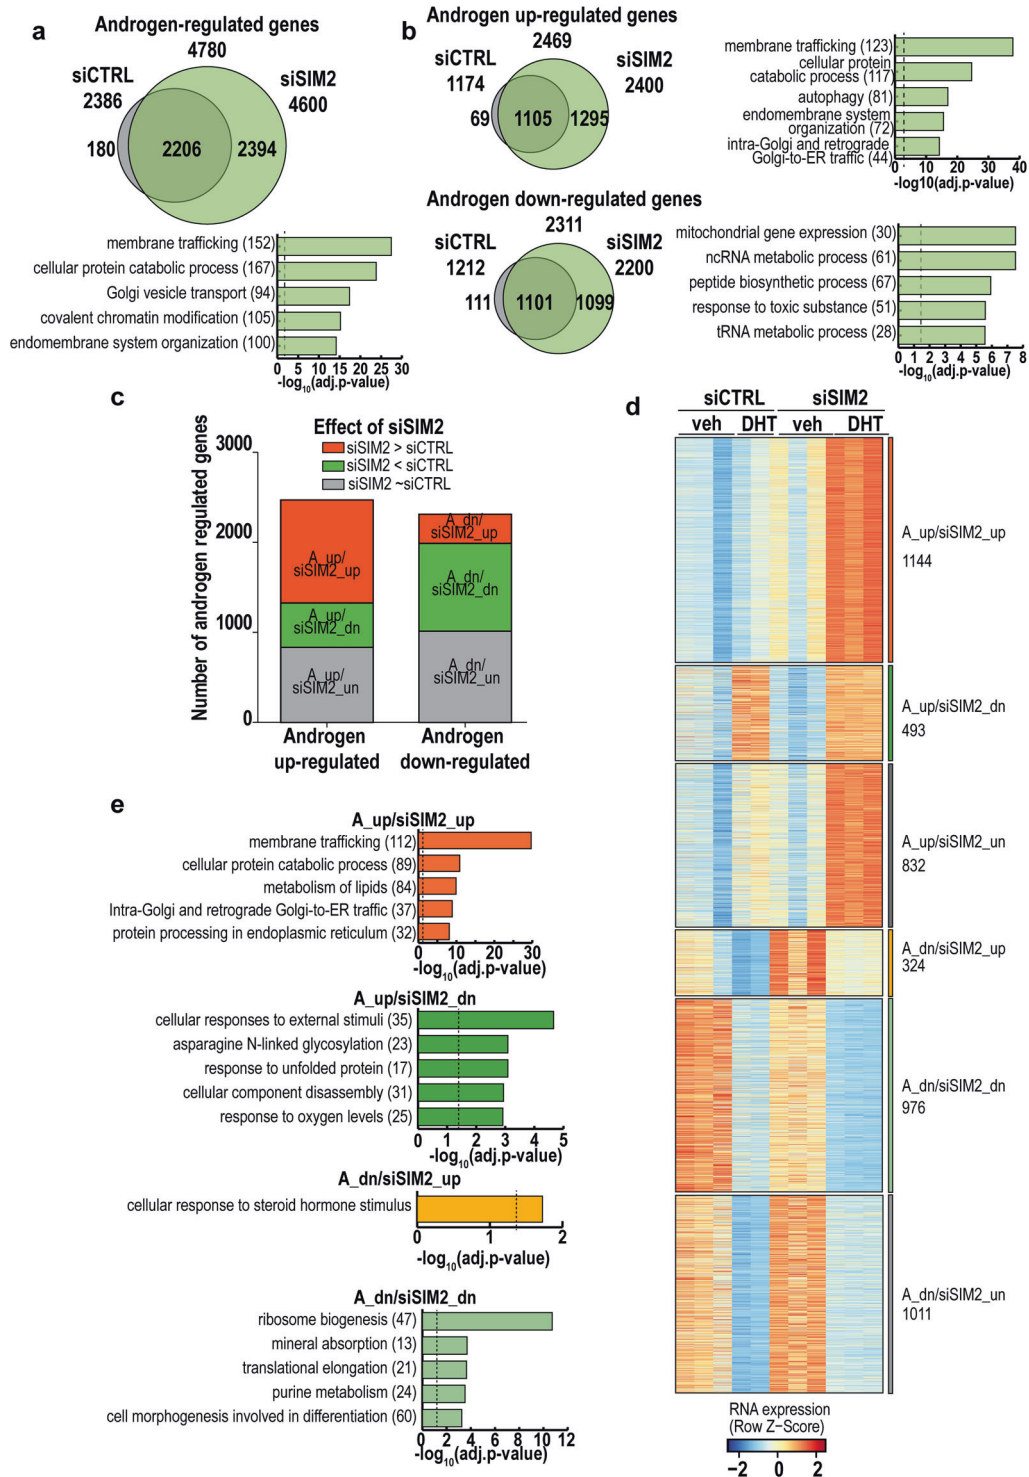 a
Androgen-regulated genes
4780
siCTRL
2386
siSIM2
4600
180
2206
2394
membrane trafficking (152)
cellular protein catabolic process (167)
Golgi vesicle transport (94)
covalent chromatin modification (105)
endomembrane system organization (100)
0 5 10 15 20 25 30
-log10(adj.p-value)
b
Androgen up-regulated genes
2469
siCTRL
1174
siSIM2
2400
69
1105
1295
membrane trafficking (123)
cellular protein
catabolic process (117)
autophagy (81)
endomembrane system
organization (72)
intra-Golgi and retrograde
Golgi-to-ER traffic (44)
0 10 20 30 40
-log10(adj.p-value)
Androgen down-regulated genes
2311
siCTRL
1212
siSIM2
2200
111
1101
1099
mitochondrial gene expression (30)
ncRNA metabolic process (61)
peptide biosynthetic process (67)
response to toxic substance (51)
tRNA metabolic process (28)
0 1 2 3 4 5 6 7 8
-log10(adj.p-value)
c
Effect of siSIM2
siSIM2 > siCTRL
siSIM2 < siCTRL
siSIM2 ~siCTRL
Number of androgen regulated genes
3000
2000
1000
0
A_up/
siSIM2_up
A_up/
siSIM2_dn
A_up/
siSIM2_un
A_dn/
siSIM2_up
A_dn/
siSIM2_dn
A_dn/
siSIM2_un
Androgen
up-regulated
Androgen
down-regulated
d
siCTRL siSIM2
veh DHT veh DHT
A_up/siSIM2_up
1144
A_up/siSIM2_dn
493
A_up/siSIM2_un
832
A_dn/siSIM2_up
324
A_dn/siSIM2_dn
976
A_dn/siSIM2_un
1011
RNA expression
(Row Z-Score)
−2 0 2
e
A_up/siSIM2_up
membrane trafficking (112)
cellular protein catabolic process (89)
metabolism of lipids (84)
Intra-Golgi and retrograde Golgi-to-ER traffic (37)
protein processing in endoplasmic reticulum (32)
0 10 20 30
-log10(adj.p-value)
A_up/siSIM2_dn
cellular responses to external stimuli (35)
asparagine N-linked glycosylation (23)
response to unfolded protein (17)
cellular component disassembly (31)
response to oxygen levels (25)
0 1 2 3 4 5
-log10(adj.p-value)
A_dn/siSIM2_up
cellular response to steroid hormone stimulus
0 1 2
-log10(adj.p-value)
A_dn/siSIM2_dn
ribosome biogenesis (47)
mineral absorption (13)
translational elongation (21)
purine metabolism (24)
cell morphogenesis involved in differentiation (60)
0 2 4 6 8 10 12
-log10(adj.p-value)